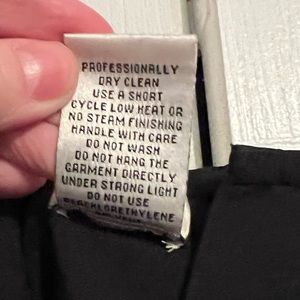 PROFESSIONALLY
DRY CLEAN
USE A SHORT
CYCLE LOW HEAT OR
NO STEAM FINISHING
HANDLE WITH CARE
DO NOT WASH
DO NOT HANG THE
GARMENT DIRECTLY
UNDER STRONG LIGHT
DO NOT USE
PERCHLORETHYLENE